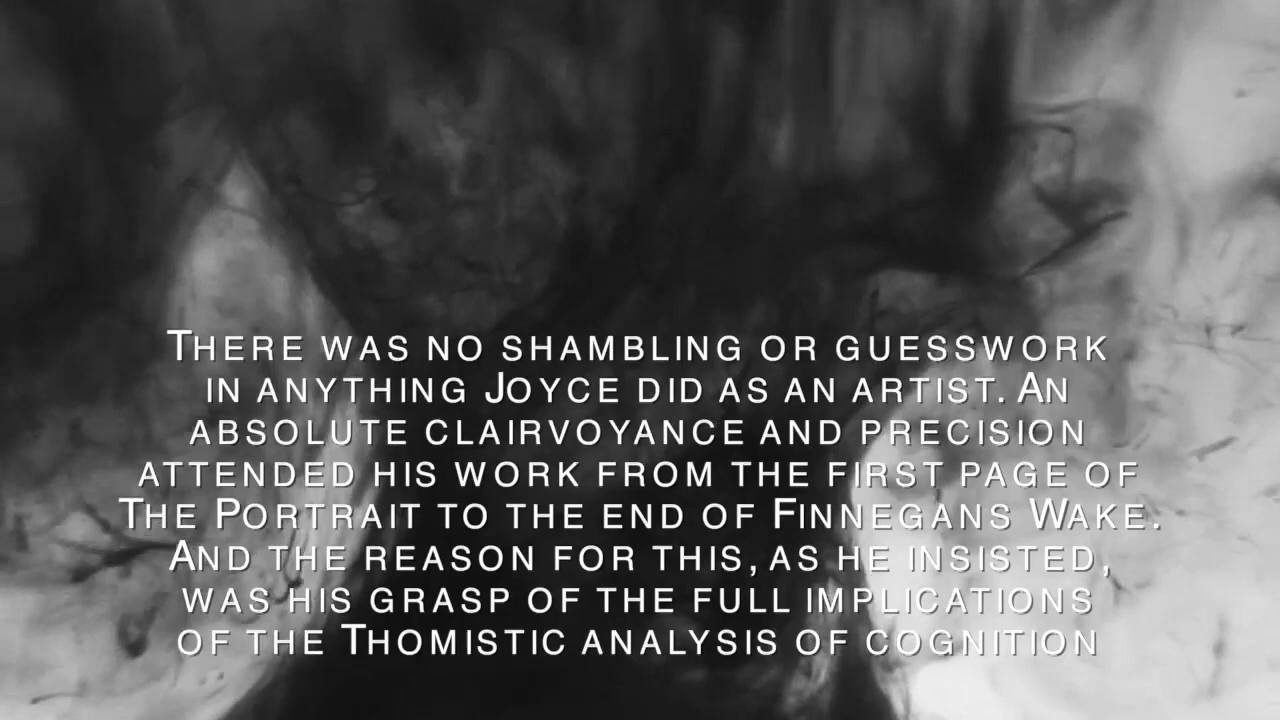 There was no shambling or guesswork
in anything Joyce did as an artist. An
absolute clairvoyance and precision
attended his work from the first page of
The Portrait to the end of Finnegans Wake.
And the reason for this, as he insisted,
was his grasp of the full implications
of the Thomistic analysis of cognition